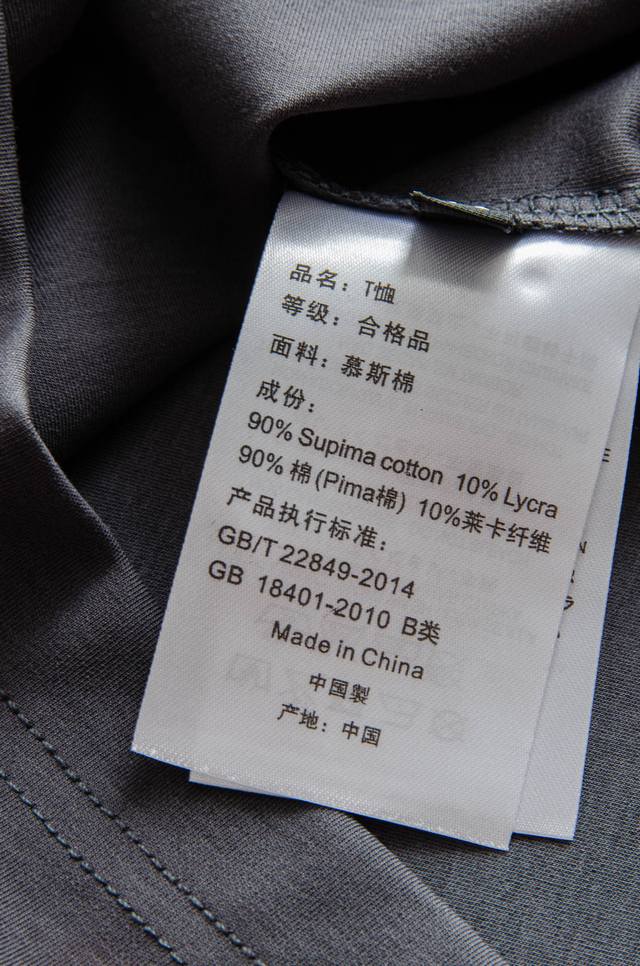 品名：T恤
等级：合格品
面料：慕斯棉
成份：
90% Supima cotton 10% Lycra
90% 棉(Pima棉) 10%莱卡纤维
产品执行标准：
GB/T 22849-2014
GB 18401-2010 B类
Made in China
中国製
产地：中国